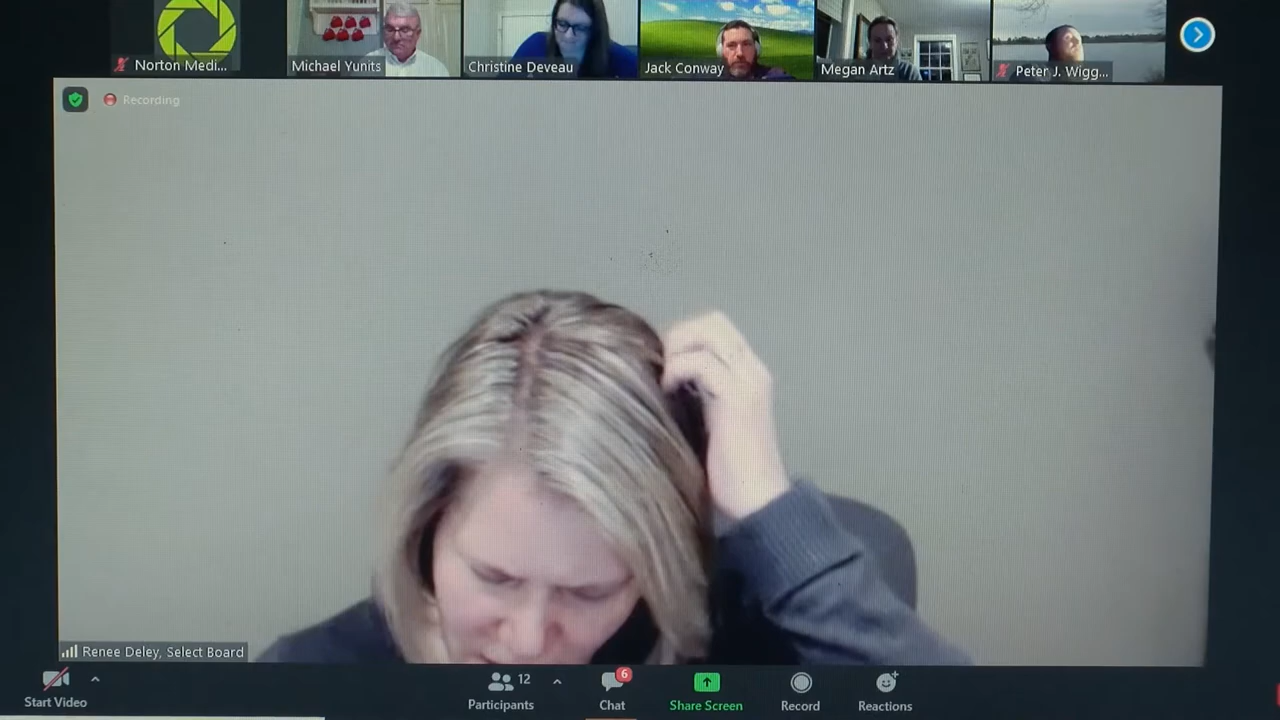 Norton Medi...
Michael Yunits
Christine Deveau
Jack Conway
Megan Artz
Peter J. Wigg...
Recording
Renee Deley, Select Board
Start Video
12
Participants
6
Chat
Share Screen
Record
Reactions